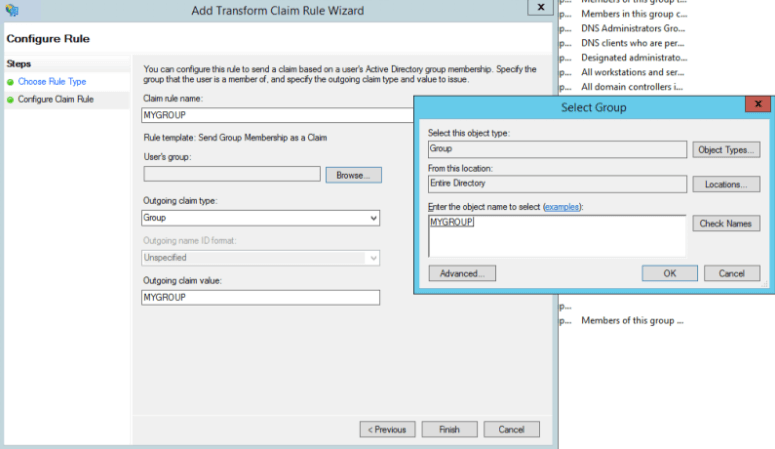 Add Transform Claim Rule Wizard
x
Configure Rule
Steps
Choose Rule Type
Configure Claim Rule
You can configure this rule to send a claim based on a user's Active Directory group membership. Specify the
group that the user is a member of, and specify the outgoing claim type and value to issue.
Claim rule name:
MYGROUP
Rule template: Send Group Membership as a Claim
User's group:
Browse...
Outgoing claim type:
Group
Outgoing name ID format:
Unspecified
Outgoing claim value:
MYGROUP
< Previous
Finish
Cancel
p... Members in this group c...
p... DNS Administrators Gro...
p... DNS clients who are per...
p... Designated administrato...
p... All workstations and ser...
p... All domain controllers i...
Select Group
x
Select this object type:
Group
Object Types...
From this location:
Entire Directory
Locations...
Enter the object name to select (examples):
MYGROUP
Check Names
Advanced...
OK
Cancel
p...
p... Members of this group ...